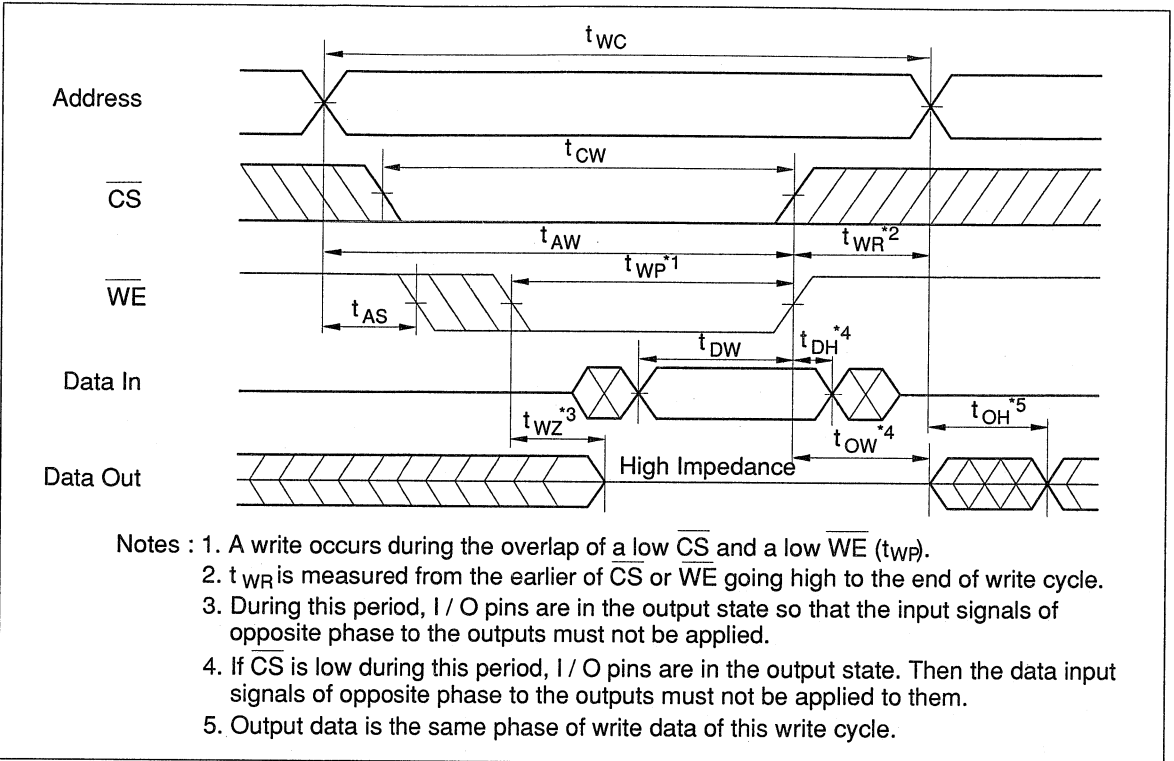 tWC
Address
tCW
CS
tAW
tWR*2
tWP*1
WE
tAS
tDW
tDH*4
Data In
tWZ*3
tOH*5
tOW*4
High Impedance
Data Out
Notes : 1. A write occurs during the overlap of a low CS and a low WE (tWP).
2. tWR is measured from the earlier of CS or WE going high to the end of write cycle.
3. During this period, I / O pins are in the output state so that the input signals of
opposite phase to the outputs must not be applied.
4. If CS is low during this period, I / O pins are in the output state. Then the data input
signals of opposite phase to the outputs must not be applied to them.
5. Output data is the same phase of write data of this write cycle.